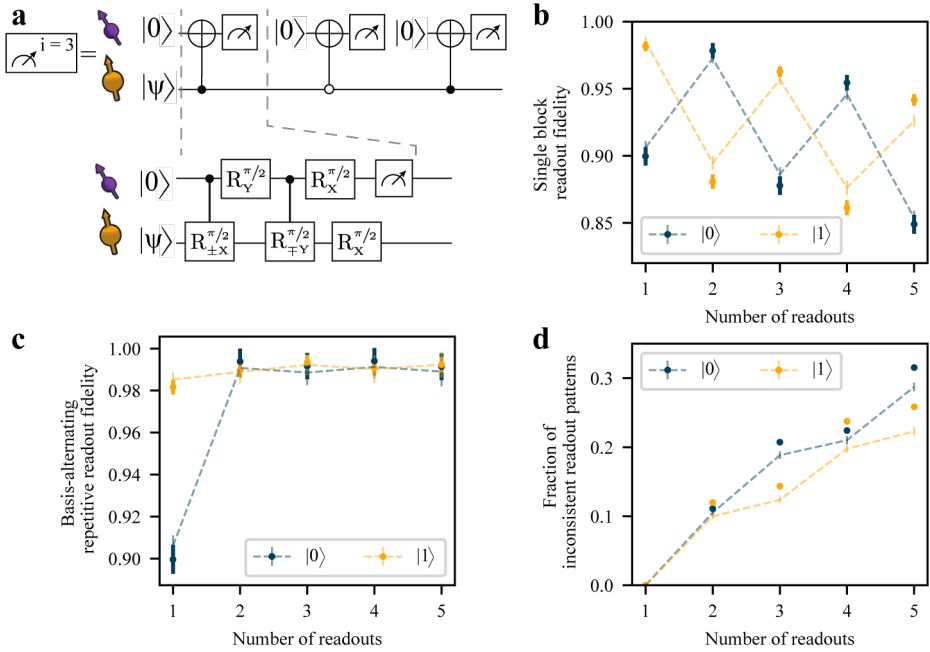 a
i = 3
=
|0⟩
|0⟩
|0⟩
|ψ⟩
|0⟩
R_Y^{π/2}
R_X^{π/2}
|ψ⟩
R_{±X}^{π/2}
R_{∓Y}^{π/2}
R_X^{π/2}
b
Single block
readout fidelity
1.00
0.95
0.90
0.85
|0⟩
|1⟩
1 2 3 4 5
Number of readouts
c
Basis-alternating
repetitive readout fidelity
1.00
0.98
0.96
0.94
0.92
0.90
|0⟩
|1⟩
1 2 3 4 5
Number of readouts
d
Fraction of
inconsistent readout patterns
0.3
0.2
0.1
0.0
|0⟩
|1⟩
1 2 3 4 5
Number of readouts